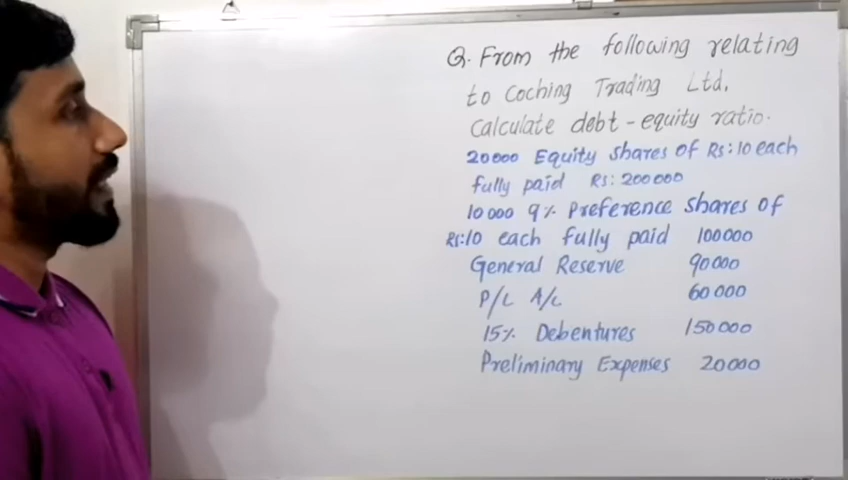 Q. From the following relating
to Coching Trading Ltd,
Calculate debt - equity ratio.
20000 Equity shares of Rs: 10 each
fully paid Rs: 200000
10000 9% Preference shares of
Rs:10 each fully paid 100000
General Reserve 90000
P/L A/C 60000
15% Debentures 150000
Preliminary Expenses 20000